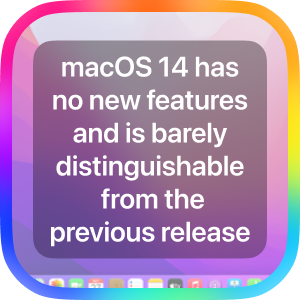 macOS 14 has
no new features
and is barely
distinguishable
from the
previous release